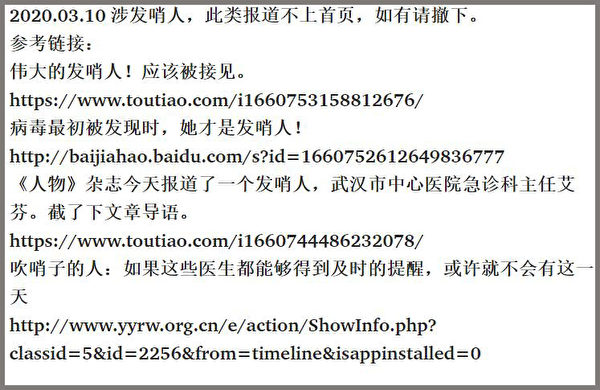 2020.03.10 涉发哨人，此类报道不上首页，如有请撤下。
参考链接：
伟大的发哨人！应该被接见。
https://www.toutiao.com/i1660753158812676/
病毒最初被发现时，她才是发哨人！
http://baijiahao.baidu.com/s?id=1660752612649836777
《人物》杂志今天报道了一个发哨人，武汉市中心医院急诊科主任艾
芬。截了下文章导语。
https://www.toutiao.com/i1660744486232078/
吹哨子的人：如果这些医生都能够得到及时的提醒，或许就不会有这一
天
http://www.yyrw.org.cn/e/action/ShowInfo.php?
classid=5&id=2256&from=timeline&isappinstalled=0